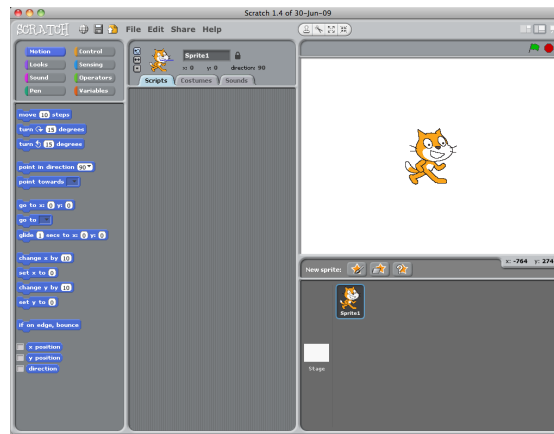 Scratch 1.4 of 30-Jun-09
SCRATCH File Edit Share Help
Motion Control
Looks Sensing
Sound Operators
Pen Variables
Sprite1
x: 0 y: 0 direction: 90
Scripts Costumes Sounds
move 10 steps
turn 15 degrees
turn 15 degrees
point in direction 90
point towards
go to x: 0 y: 0
go to
glide 1 secs to x: 0 y: 0
change x by 10
set x to 0
change y by 10
set y to 0
if on edge, bounce
x position
y position
direction
x: -764 y: 274
New sprite:
Sprite1
Stage